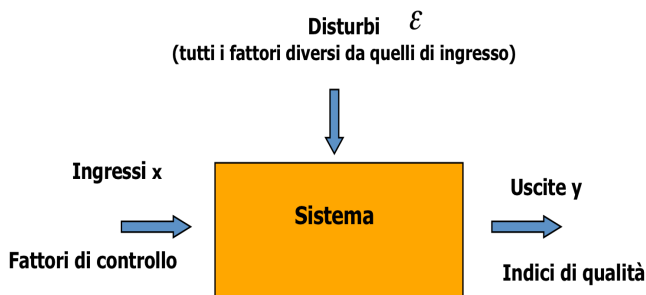 Disturbi ℰ
(tutti i fattori diversi da quelli di ingresso)
Ingressi x
Fattori di controllo
Sistema
Uscite y
Indici di qualità